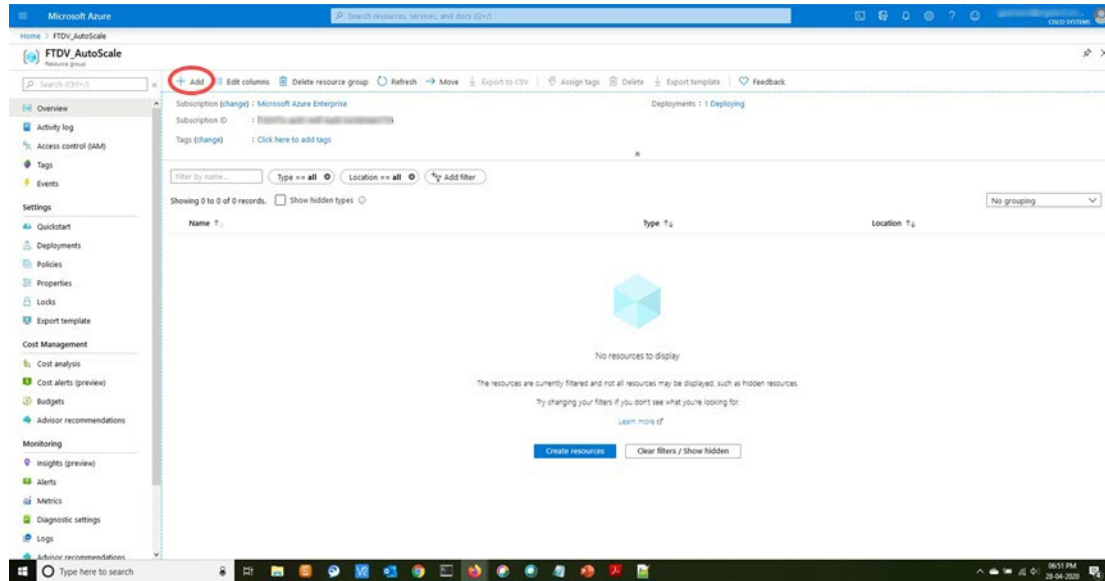 Microsoft Azure
Search resources, services, and docs (G+/)
CISCO SYSTEMS
Home > FTDV_AutoScale
FTDV_AutoScale
Resource group
Search (Ctrl+/)
+ Add
Edit columns
Delete resource group
Refresh
Move
Export to CSV
Assign tags
Delete
Export template
Feedback
Overview
Activity log
Access control (IAM)
Tags
Events
Settings
Quickstart
Deployments
Policies
Properties
Locks
Export template
Cost Management
Cost analysis
Cost alerts (preview)
Budgets
Advisor recommendations
Monitoring
Insights (preview)
Alerts
Metrics
Diagnostic settings
Logs
Advisor recommendations
Subscription (change) : Microsoft Azure Enterprise
Deployments : 1 Deploying
Subscription ID :
Tags (change) : Click here to add tags
Filter by name...
Type == all
Location == all
Add filter
Showing 0 to 0 of 0 records.
Show hidden types
No grouping
Name ↑↓
Type ↑↓
Location ↑↓
No resources to display
The resources are currently filtered and not all resources may be displayed, such as hidden resources.
Try changing your filters if you don't see what you're looking for.
Learn more
Create resources
Clear filters / Show hidden
Type here to search
06:51 PM
28-04-2020